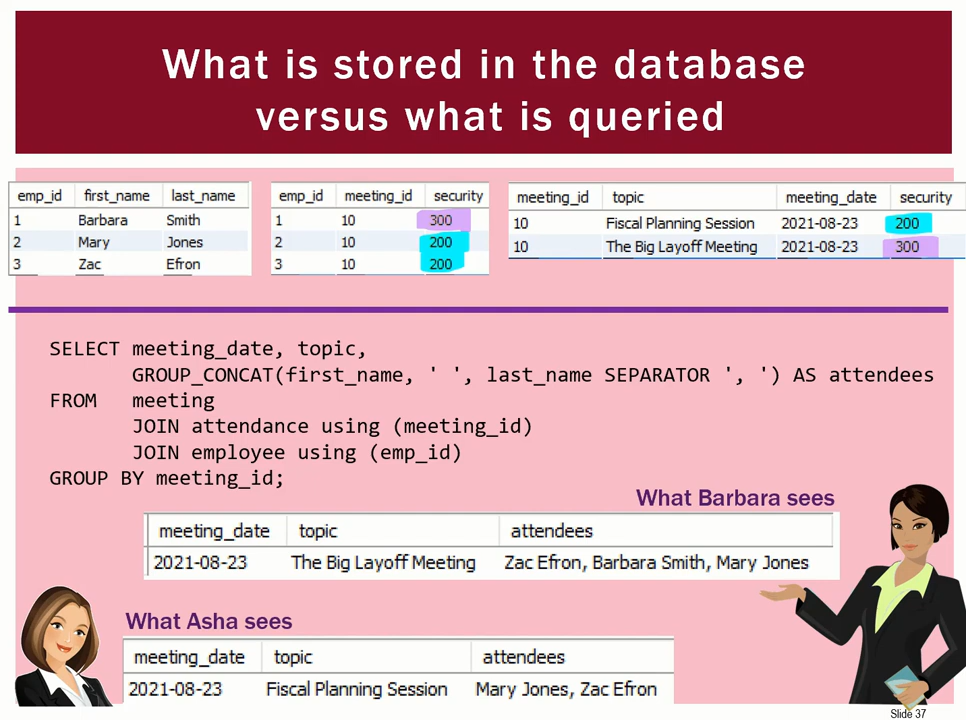 What is stored in the database
versus what is queried
emp_id first_name last_name
1 Barbara Smith
2 Mary Jones
3 Zac Efron
emp_id meeting_id security
1 10 300
2 10 200
3 10 200
meeting_id topic meeting_date security
10 Fiscal Planning Session 2021-08-23 200
10 The Big Layoff Meeting 2021-08-23 300
SELECT meeting_date, topic,
GROUP_CONCAT(first_name, ' ', last_name SEPARATOR ', ') AS attendees
FROM meeting
JOIN attendance using (meeting_id)
JOIN employee using (emp_id)
GROUP BY meeting_id;
What Barbara sees
meeting_date topic attendees
2021-08-23 The Big Layoff Meeting Zac Efron, Barbara Smith, Mary Jones
What Asha sees
meeting_date topic attendees
2021-08-23 Fiscal Planning Session Mary Jones, Zac Efron
Slide 37